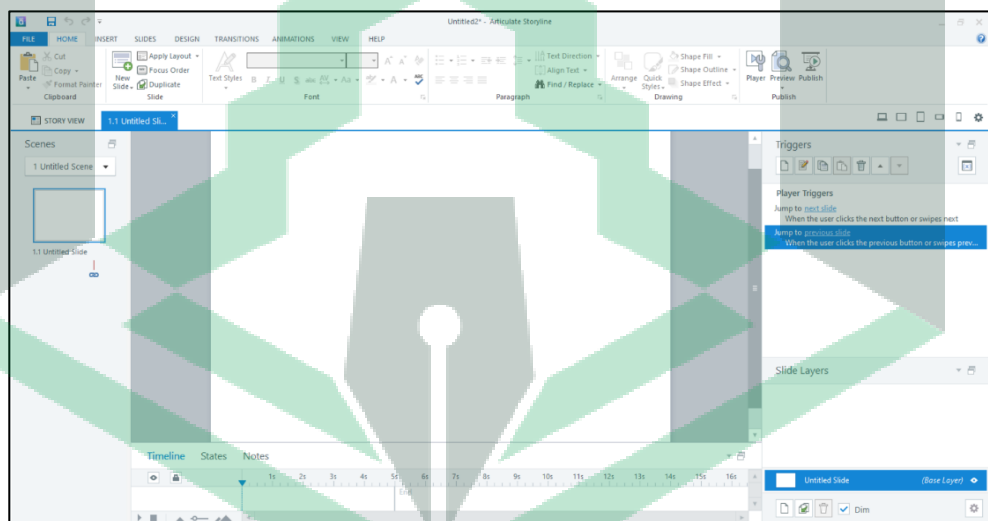 Untitled2* - Articulate Storyline
FILE HOME INSERT SLIDES DESIGN TRANSITIONS ANIMATIONS VIEW HELP
Paste
Cut
Copy
Format Painter
Clipboard
New Slide
Apply Layout
Focus Order
Duplicate
Slide
Text Styles
B I U S abc AV Aa A
Font
Text Direction
Align Text
Find / Replace
Paragraph
Arrange
Quick Styles
Shape Fill
Shape Outline
Shape Effect
Drawing
Player Preview Publish
Publish
STORY VIEW
1.1 Untitled Sli...
Scenes
1 Untitled Scene
1.1 Untitled Slide
Triggers
Player Triggers
Jump to next slide
When the user clicks the next button or swipes next
Jump to previous slide
When the user clicks the previous button or swipes prev...
Slide Layers
Timeline States Notes
1s 2s 3s 4s 5s 6s 7s 8s 9s 10s 11s 12s 13s 14s 15s 16s
End
Untitled Slide (Base Layer)
Dim